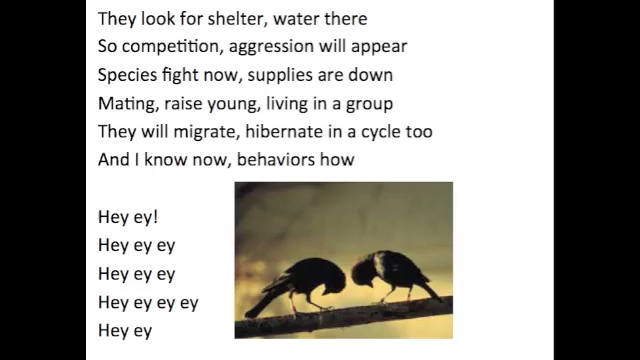 They look for shelter, water there
So competition, aggression will appear
Species fight now, supplies are down
Mating, raise young, living in a group
They will migrate, hibernate in a cycle too
And I know now, behaviors how
Hey ey!
Hey ey ey
Hey ey ey
Hey ey ey ey
Hey ey